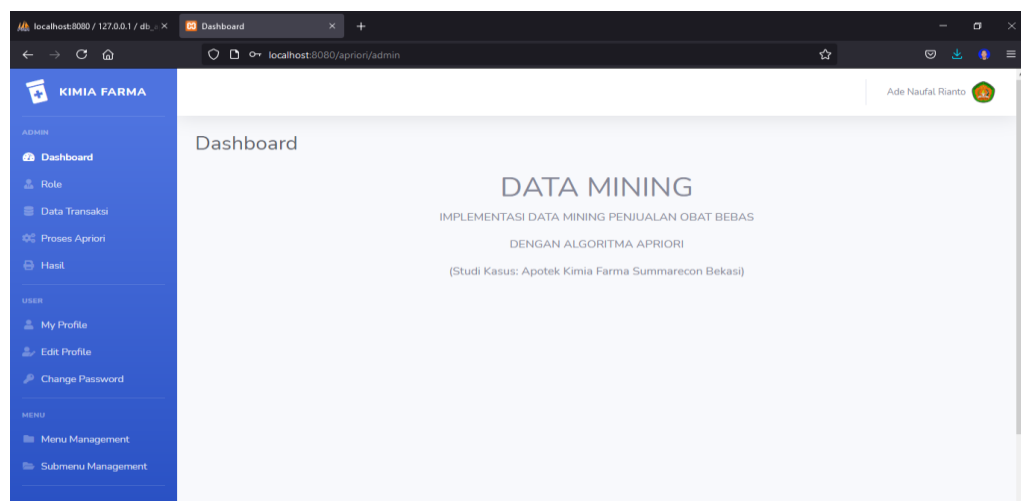 localhost:8080 / 127.0.0.1 / db_
Dashboard
localhost:8080/apriori/admin
KIMIA FARMA
Ade Naufal Rianto
ADMIN
Dashboard
Role
Data Transaksi
Proses Apriori
Hasil
USER
My Profile
Edit Profile
Change Password
MENU
Menu Management
Submenu Management
Dashboard
DATA MINING
IMPLEMENTASI DATA MINING PENJUALAN OBAT BEBAS
DENGAN ALGORITMA APRIORI
(Studi Kasus: Apotek Kimia Farma Summarecon Bekasi)